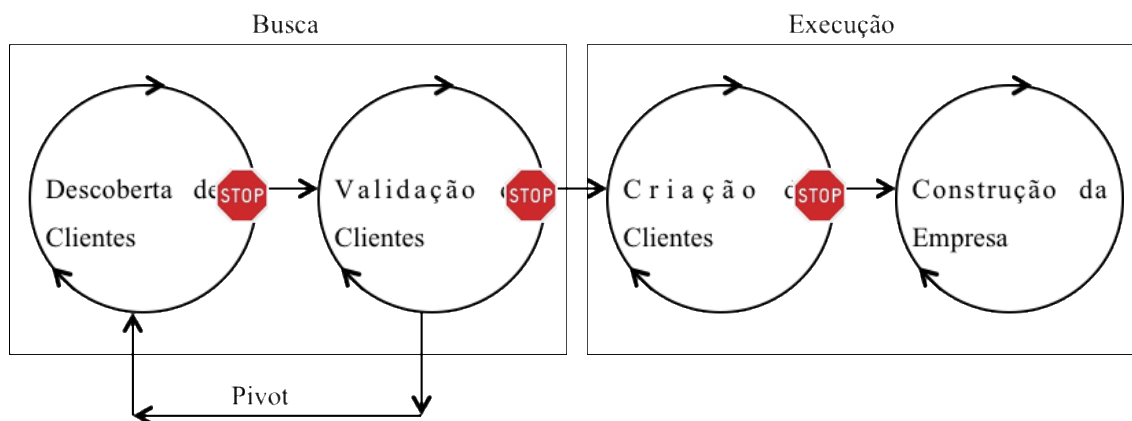 Busca
Execução
Descoberta de
Clientes
STOP
Validação
Clientes
STOP
Criação d
Clientes
STOP
Construção da
Empresa
Pivot